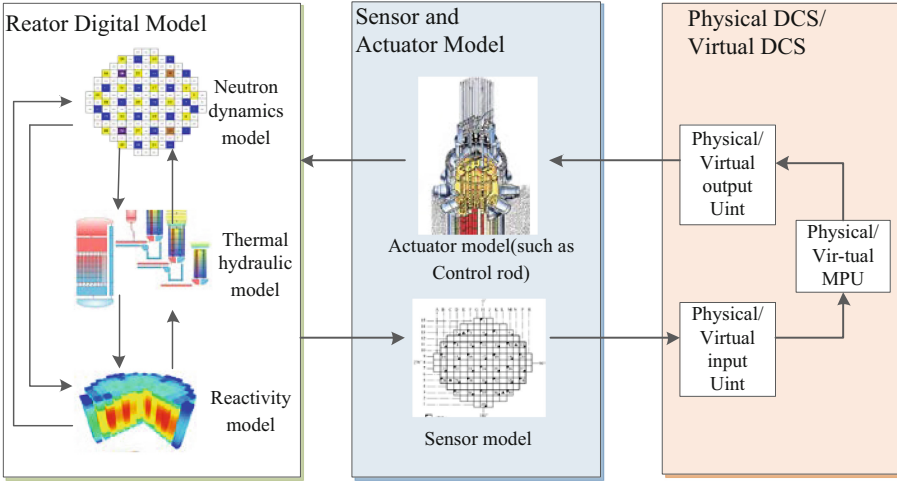 Reator Digital Model
Neutron
dynamics
model
Thermal
hydraulic
model
Reactivity
model
Sensor and
Actuator Model
Actuator model(such as
Control rod)
Sensor model
Physical DCS/
Virtual DCS
Physical/
Virtual
output
Uint
Physical/
Vir-tual
MPU
Physical/
Virtual
input
Uint